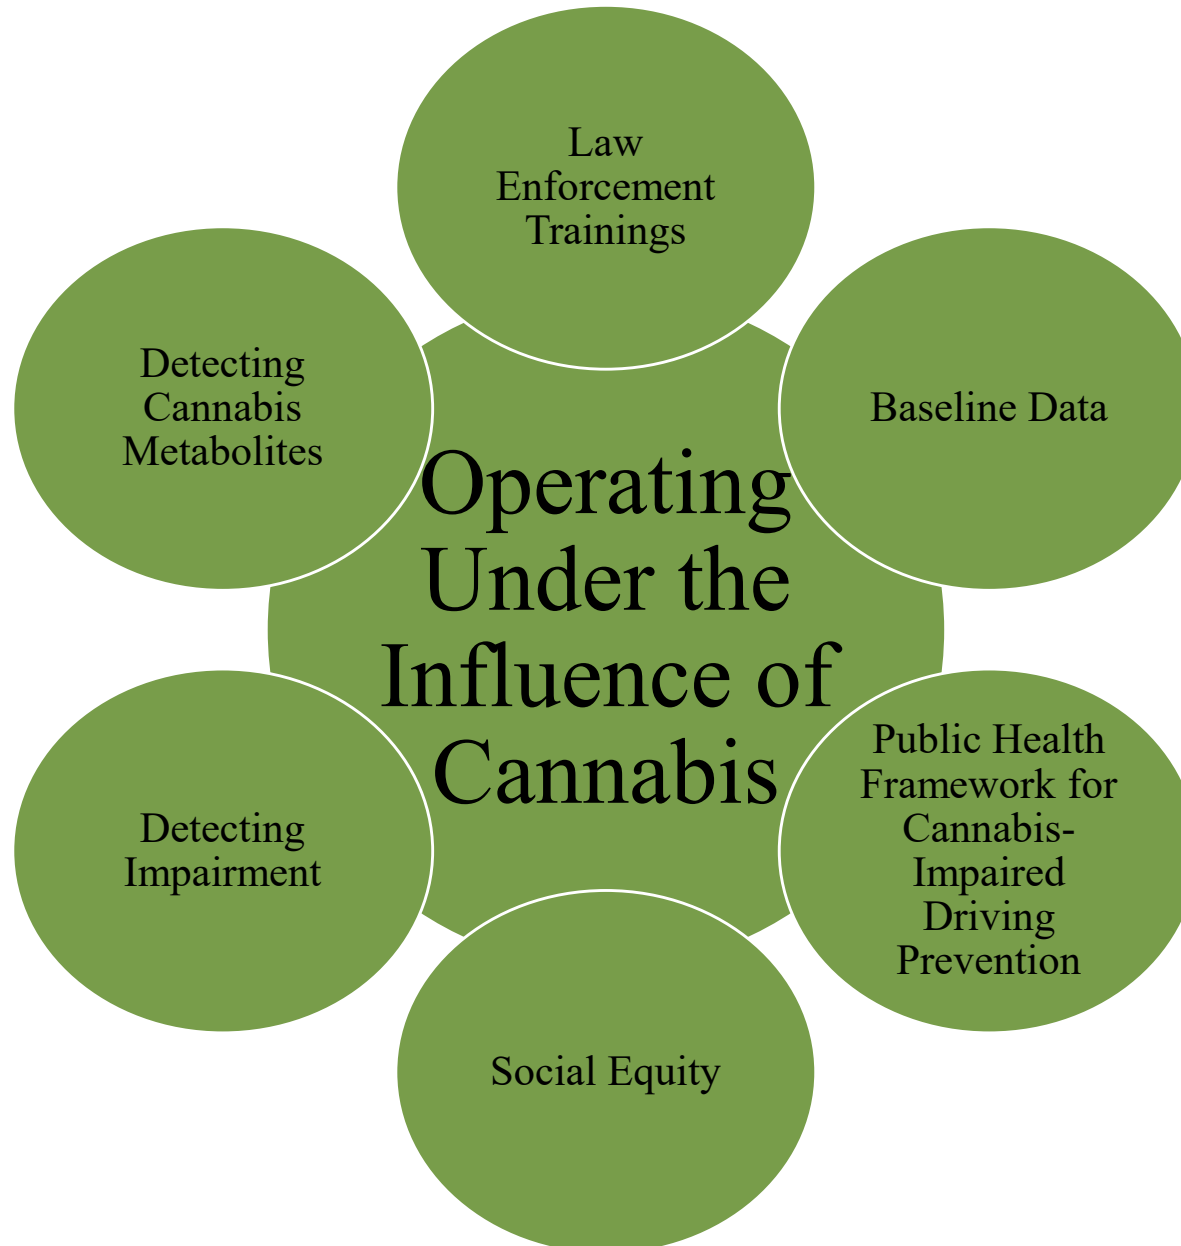 Law
Enforcement
Trainings
Baseline Data
Public Health
Framework for
Cannabis-
Impaired
Driving
Prevention
Social Equity
Detecting
Impairment
Detecting
Cannabis
Metabolites
Operating
Under the
Influence of
Cannabis